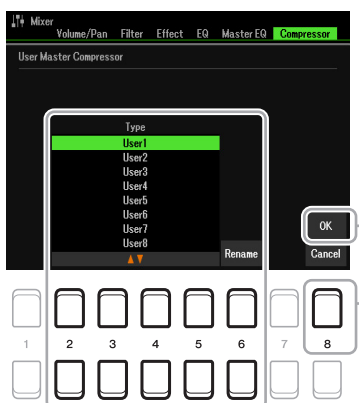 Mixer
Volume/Pan Filter Effect EQ Master EQ Compressor
User Master Compressor
Type
User1
User2
User3
User4
User5
User6
User7
User8
OK
Rename
Cancel
1 2 3 4 5 6 7 8